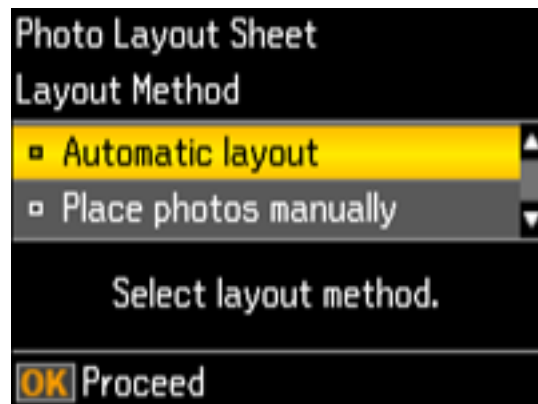 Photo Layout Sheet
Layout Method
Automatic layout
Place photos manually
Select layout method.
OK Proceed